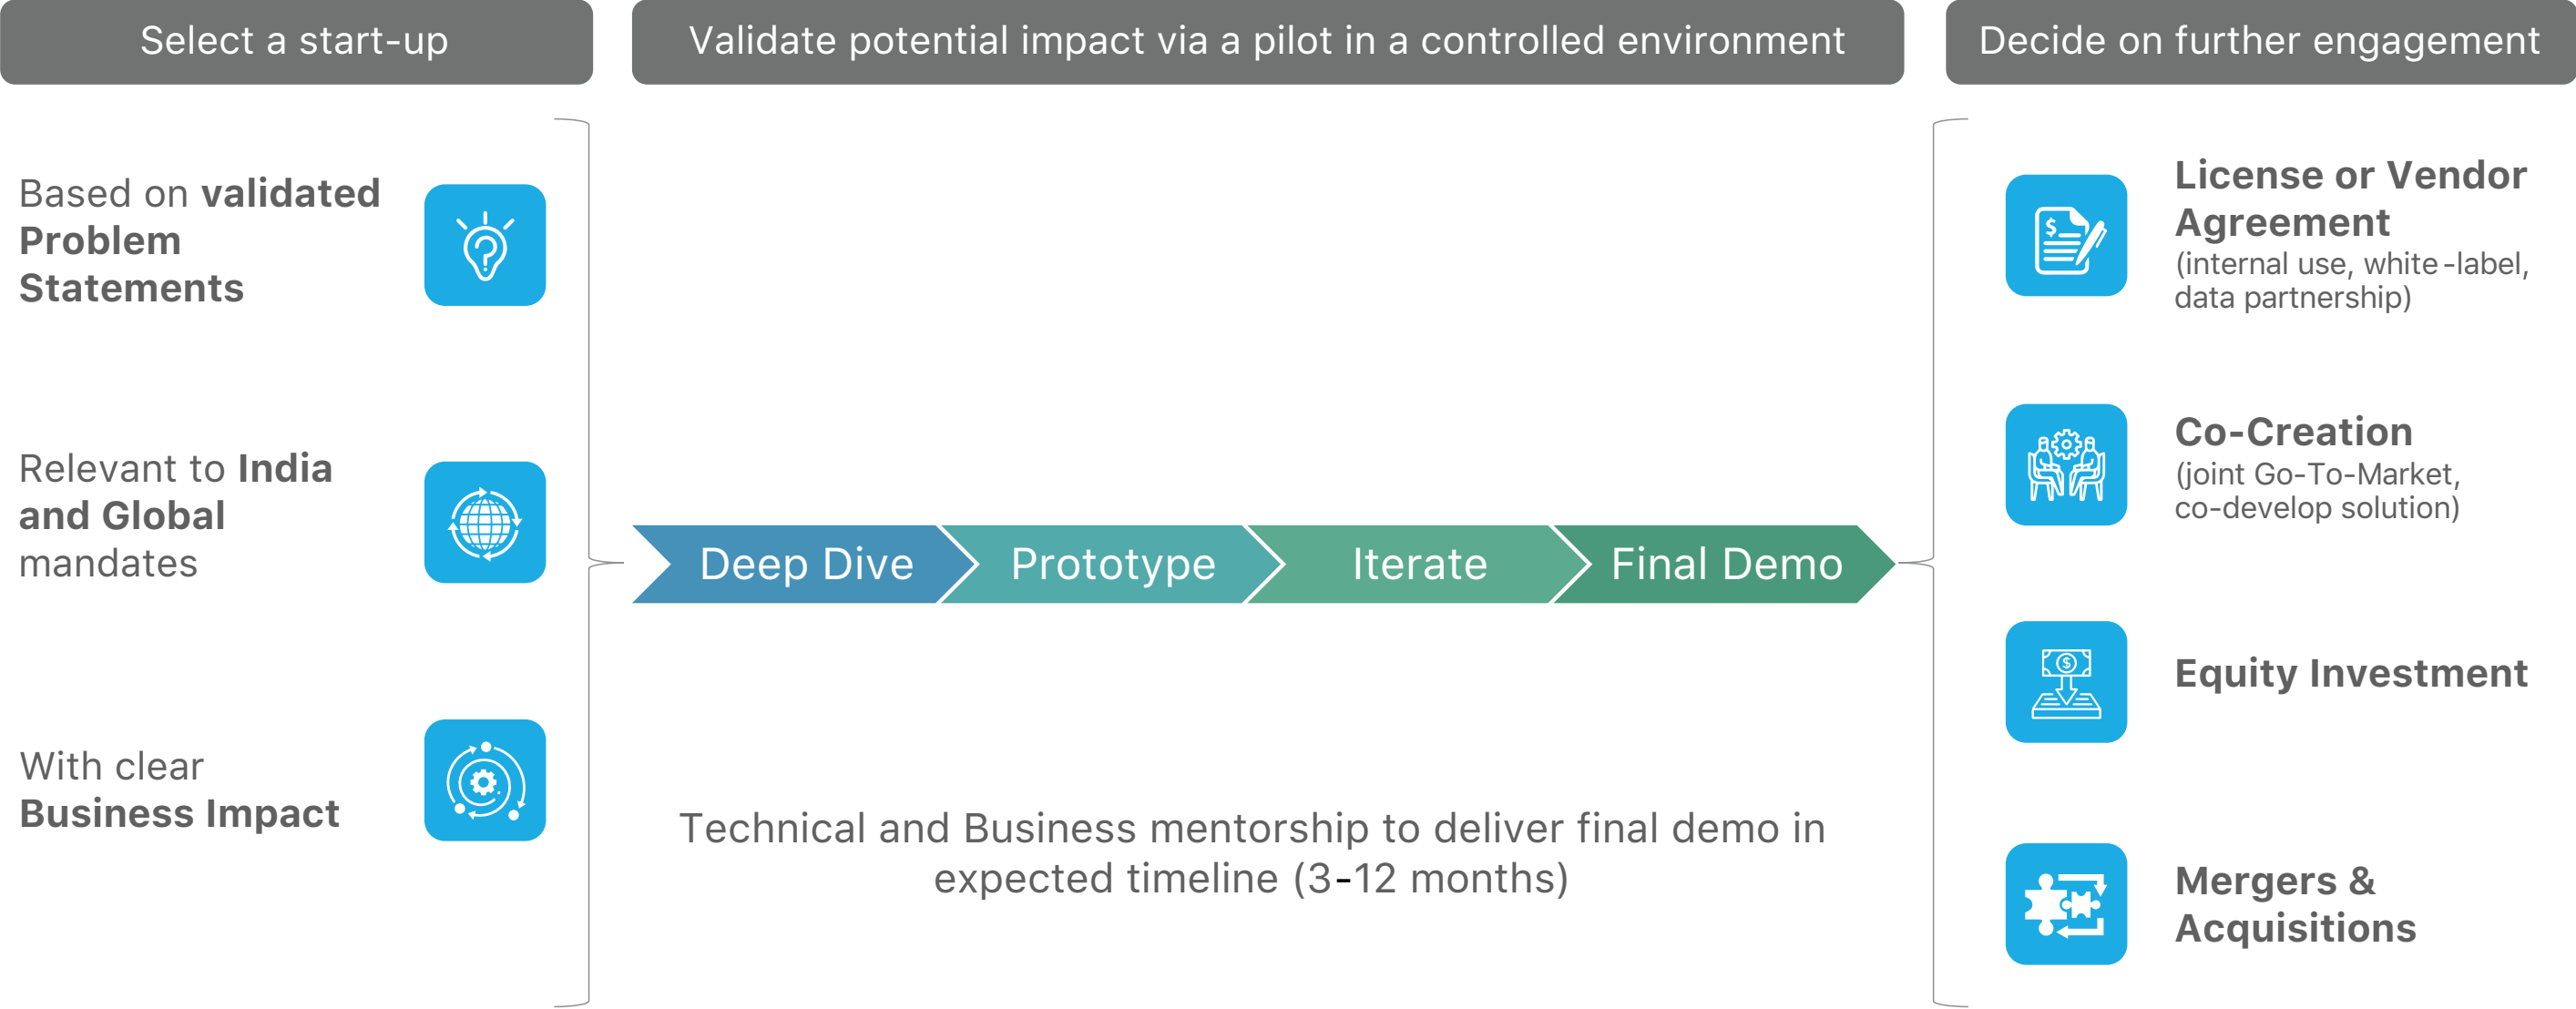 Select a start-up
Validate potential impact via a pilot in a controlled environment
Decide on further engagement
Based on validated
Problem
Statements
Relevant to India
and Global
mandates
With clear
Business Impact
Deep Dive
Prototype
Iterate
Final Demo
Technical and Business mentorship to deliver final demo in
expected timeline (3-12 months)
License or Vendor
Agreement
(internal use, white-label,
data partnership)
Co-Creation
(joint Go-To-Market,
co-develop solution)
Equity Investment
Mergers &
Acquisitions